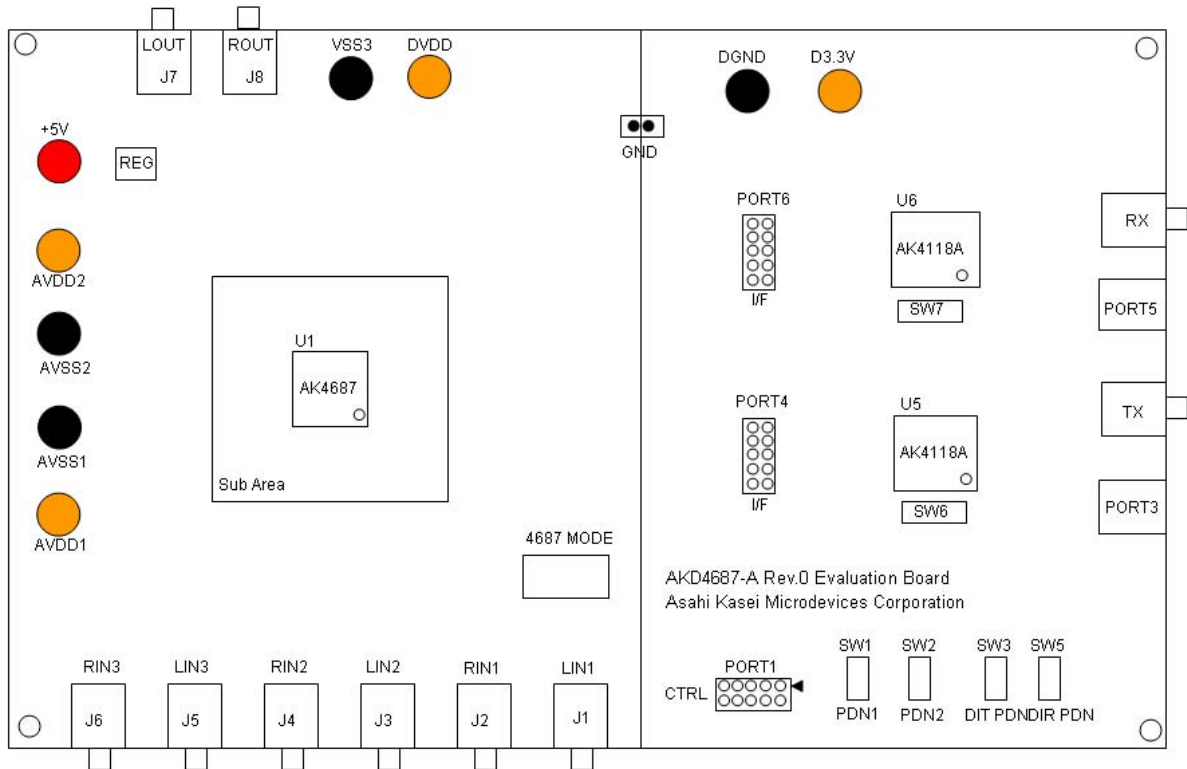 LOUT
J7
ROUT
J8
VSS3
DVDD
DGND
D3.3V
+5V
REG
GND
AVDD2
AVSS2
AVSS1
AVDD1
U1
AK4687
Sub Area
4687 MODE
PORT6
I/F
U6
AK4118A
SW7
RX
PORT5
PORT4
I/F
U5
AK4118A
SW6
TX
PORT3
AKD4687-A Rev.0 Evaluation Board
Asahi Kasei Microdevices Corporation
RIN3
J6
LIN3
J5
RIN2
J4
LIN2
J3
RIN1
J2
LIN1
J1
PORT1
CTRL
SW1
PDN1
SW2
PDN2
SW3
DIT PDN
SW5
DIR PDN